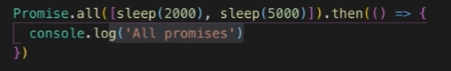 Promise.all([sleep(2000), sleep(5000)]).then(() => {
  console.log('All promises')
})